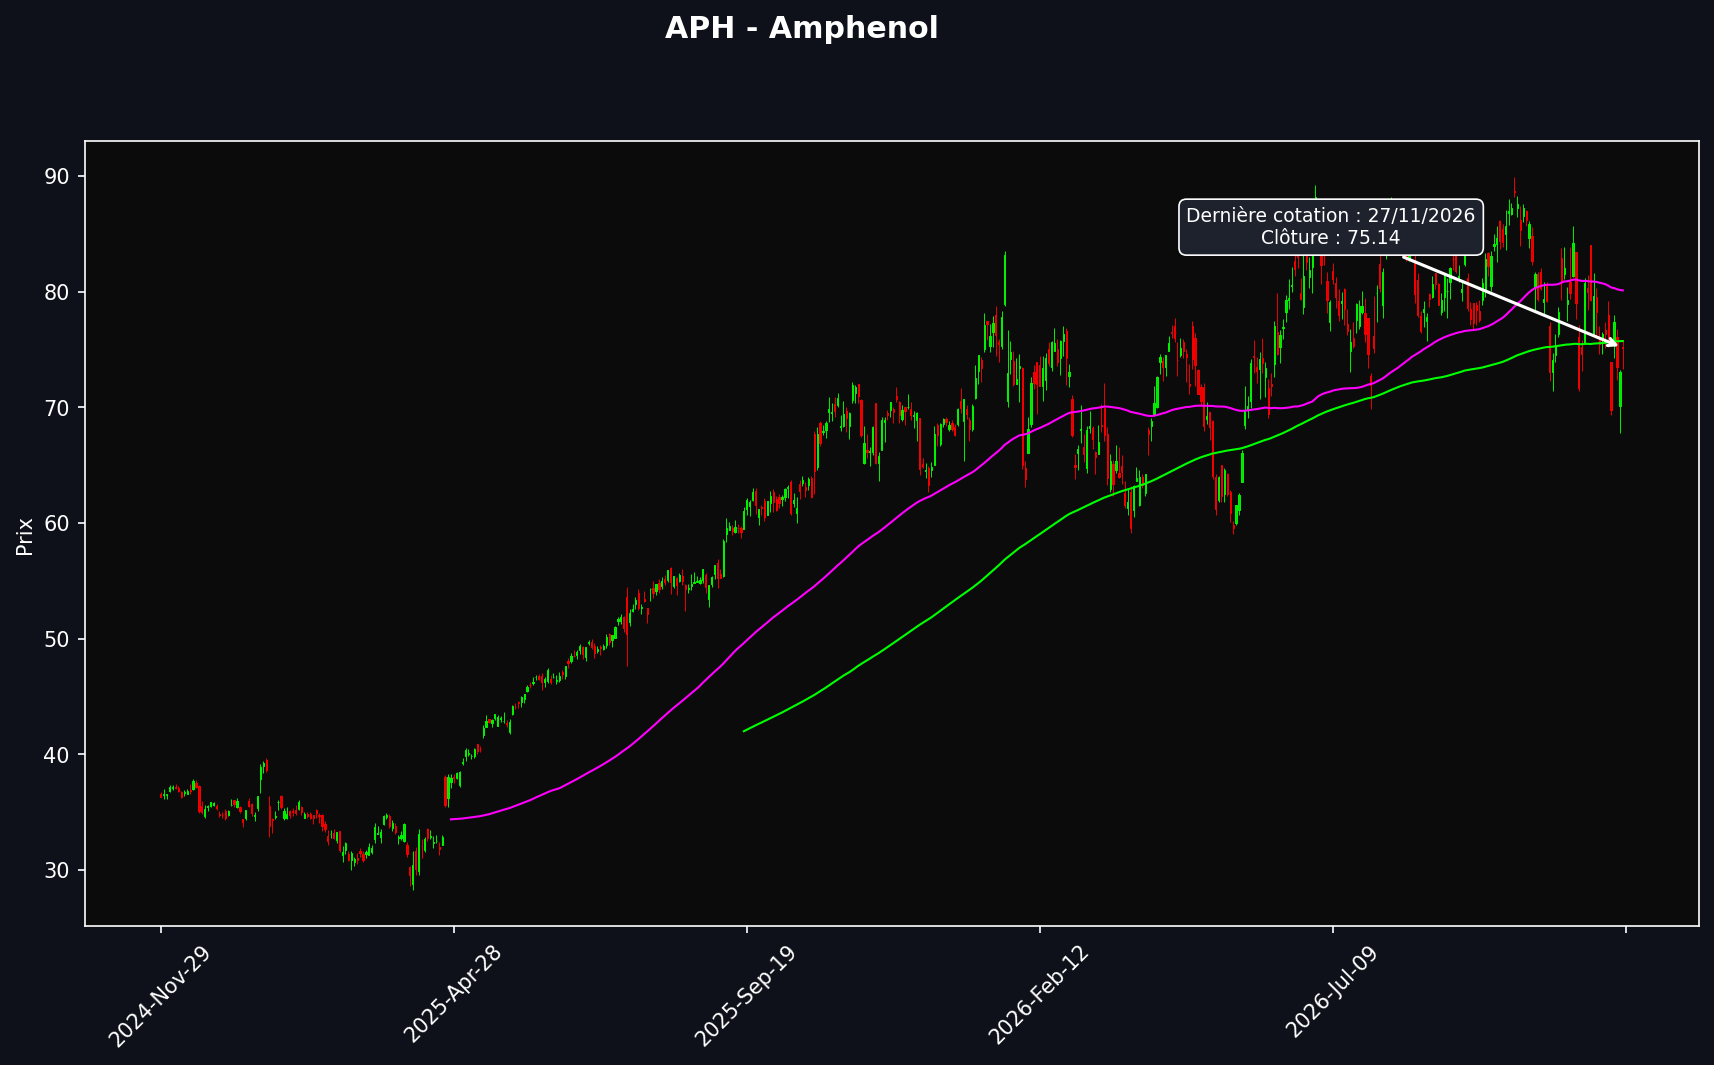 APH - Amphenol
Dernière cotation : 27/11/2026
Clôture : 75.14
Prix
90
80
70
60
50
40
30
2024-Nov-29
2025-Apr-28
2025-Sep-19
2026-Feb-12
2026-Jul-09